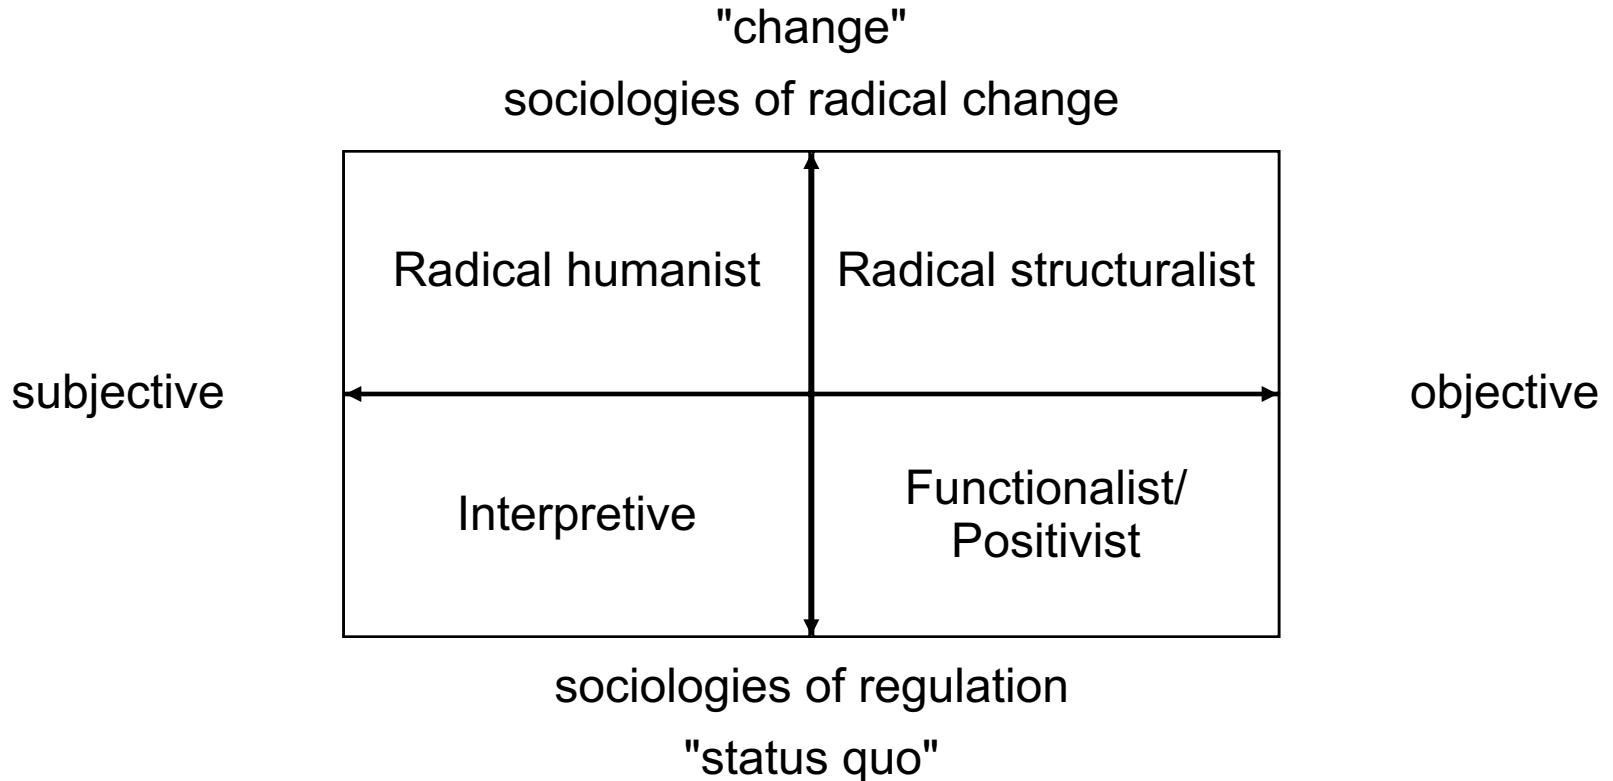 "change"
sociologies of radical change
Radical humanist
Radical structuralist
subjective
objective
Interpretive
Functionalist/
Positivist
sociologies of regulation
"status quo"